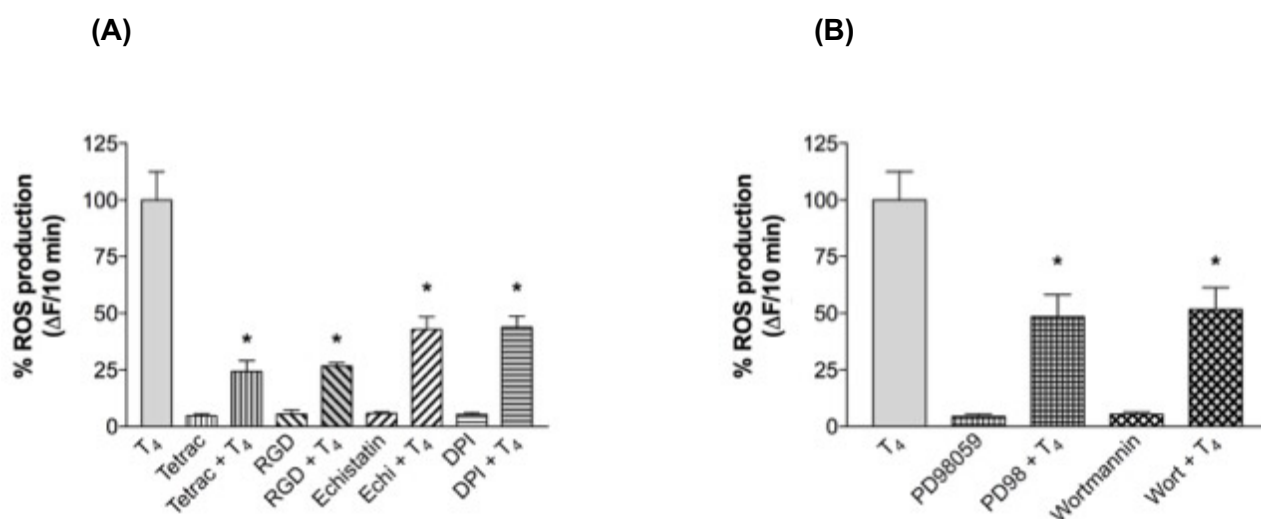 (A)
% ROS production
(ΔF/10 min)
125
100
75
50
25
0
*
*
*
*
T4
Tetrac
Tetrac + T4
RGD
RGD + T4
Echistatin
Echi + T4
DPI
DPI + T4
(B)
% ROS production
(ΔF/10 min)
125
100
75
50
25
0
*
*
T4
PD98059
PD98 + T4
Wortmannin
Wort + T4